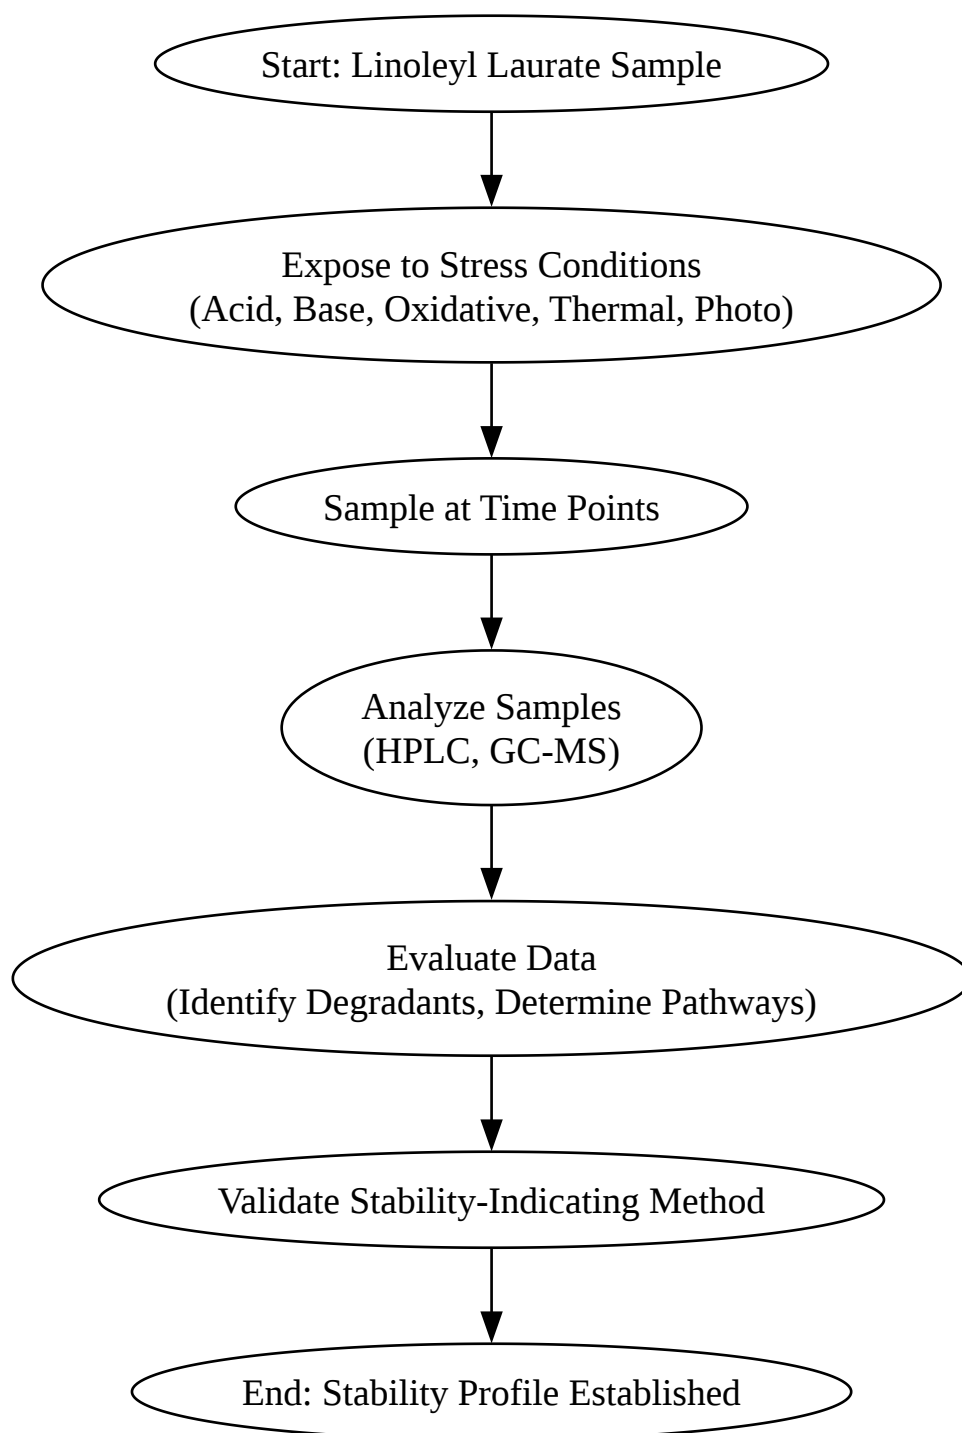 Start: Linoleyl Laurate Sample
Expose to Stress Conditions
(Acid, Base, Oxidative, Thermal, Photo)
Sample at Time Points
Analyze Samples
(HPLC, GC-MS)
Evaluate Data
(Identify Degradants, Determine Pathways)
Validate Stability-Indicating Method
End: Stability Profile Established